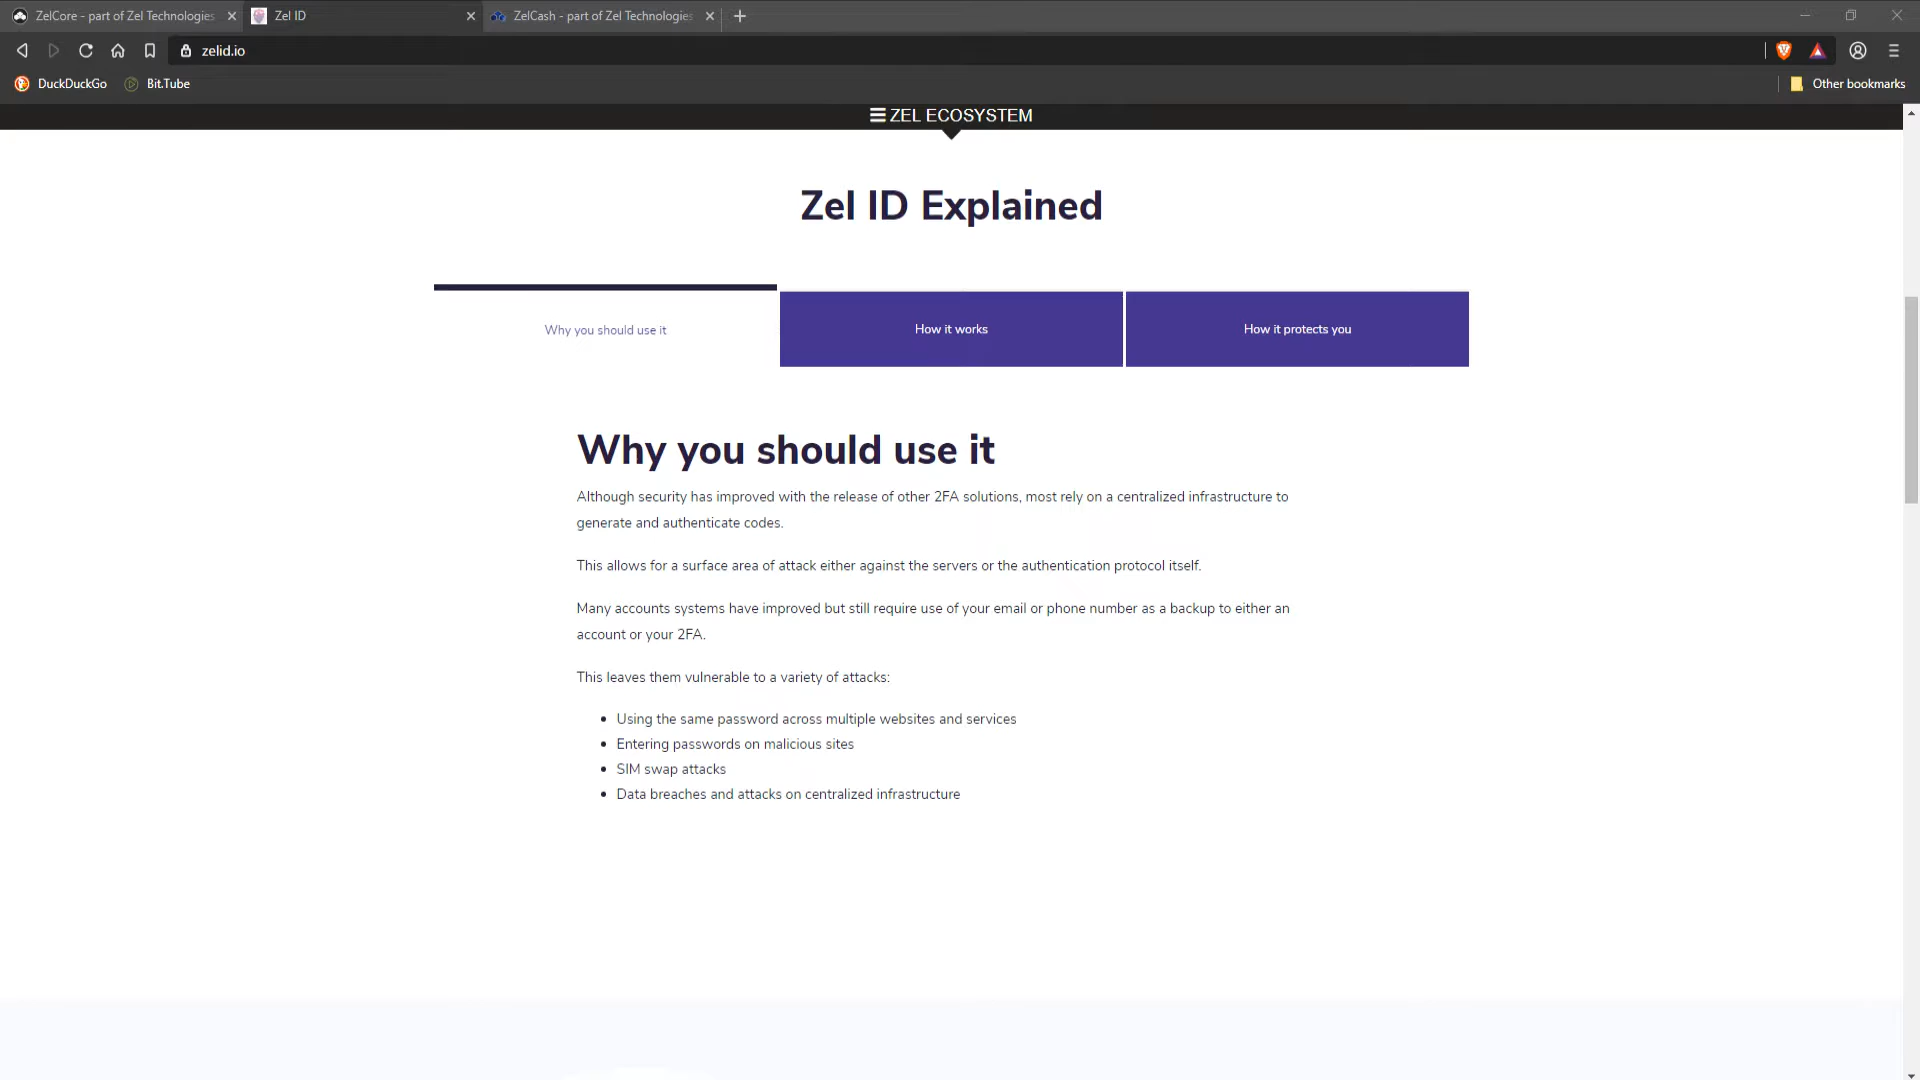 ZelCore - part of Zel Technologies
Zel ID
ZelCash - part of Zel Technologies
zelid.io
DuckDuckGo
Bit.Tube
Other bookmarks
ZEL ECOSYSTEM
Zel ID Explained
Why you should use it
How it works
How it protects you
Why you should use it
Although security has improved with the release of other 2FA solutions, most rely on a centralized infrastructure to
generate and authenticate codes.
This allows for a surface area of attack either against the servers or the authentication protocol itself.
Many accounts systems have improved but still require use of your email or phone number as a backup to either an
account or your 2FA.
This leaves them vulnerable to a variety of attacks:
Using the same password across multiple websites and services
Entering passwords on malicious sites
SIM swap attacks
Data breaches and attacks on centralized infrastructure